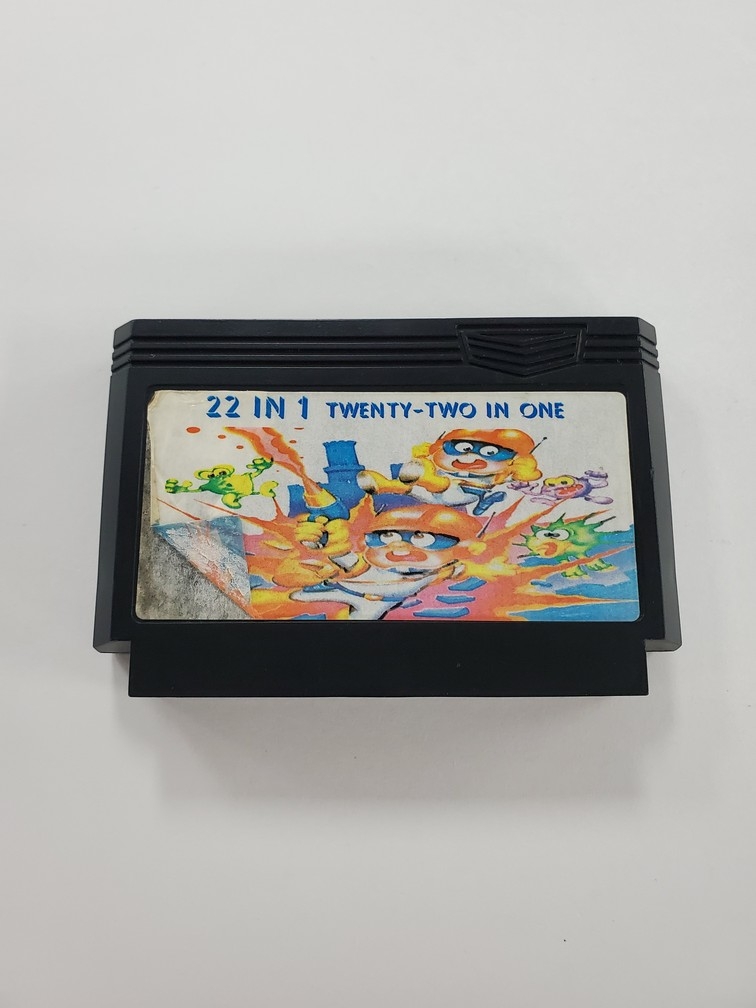 22 IN 1 TWENTY-TWO IN ONE